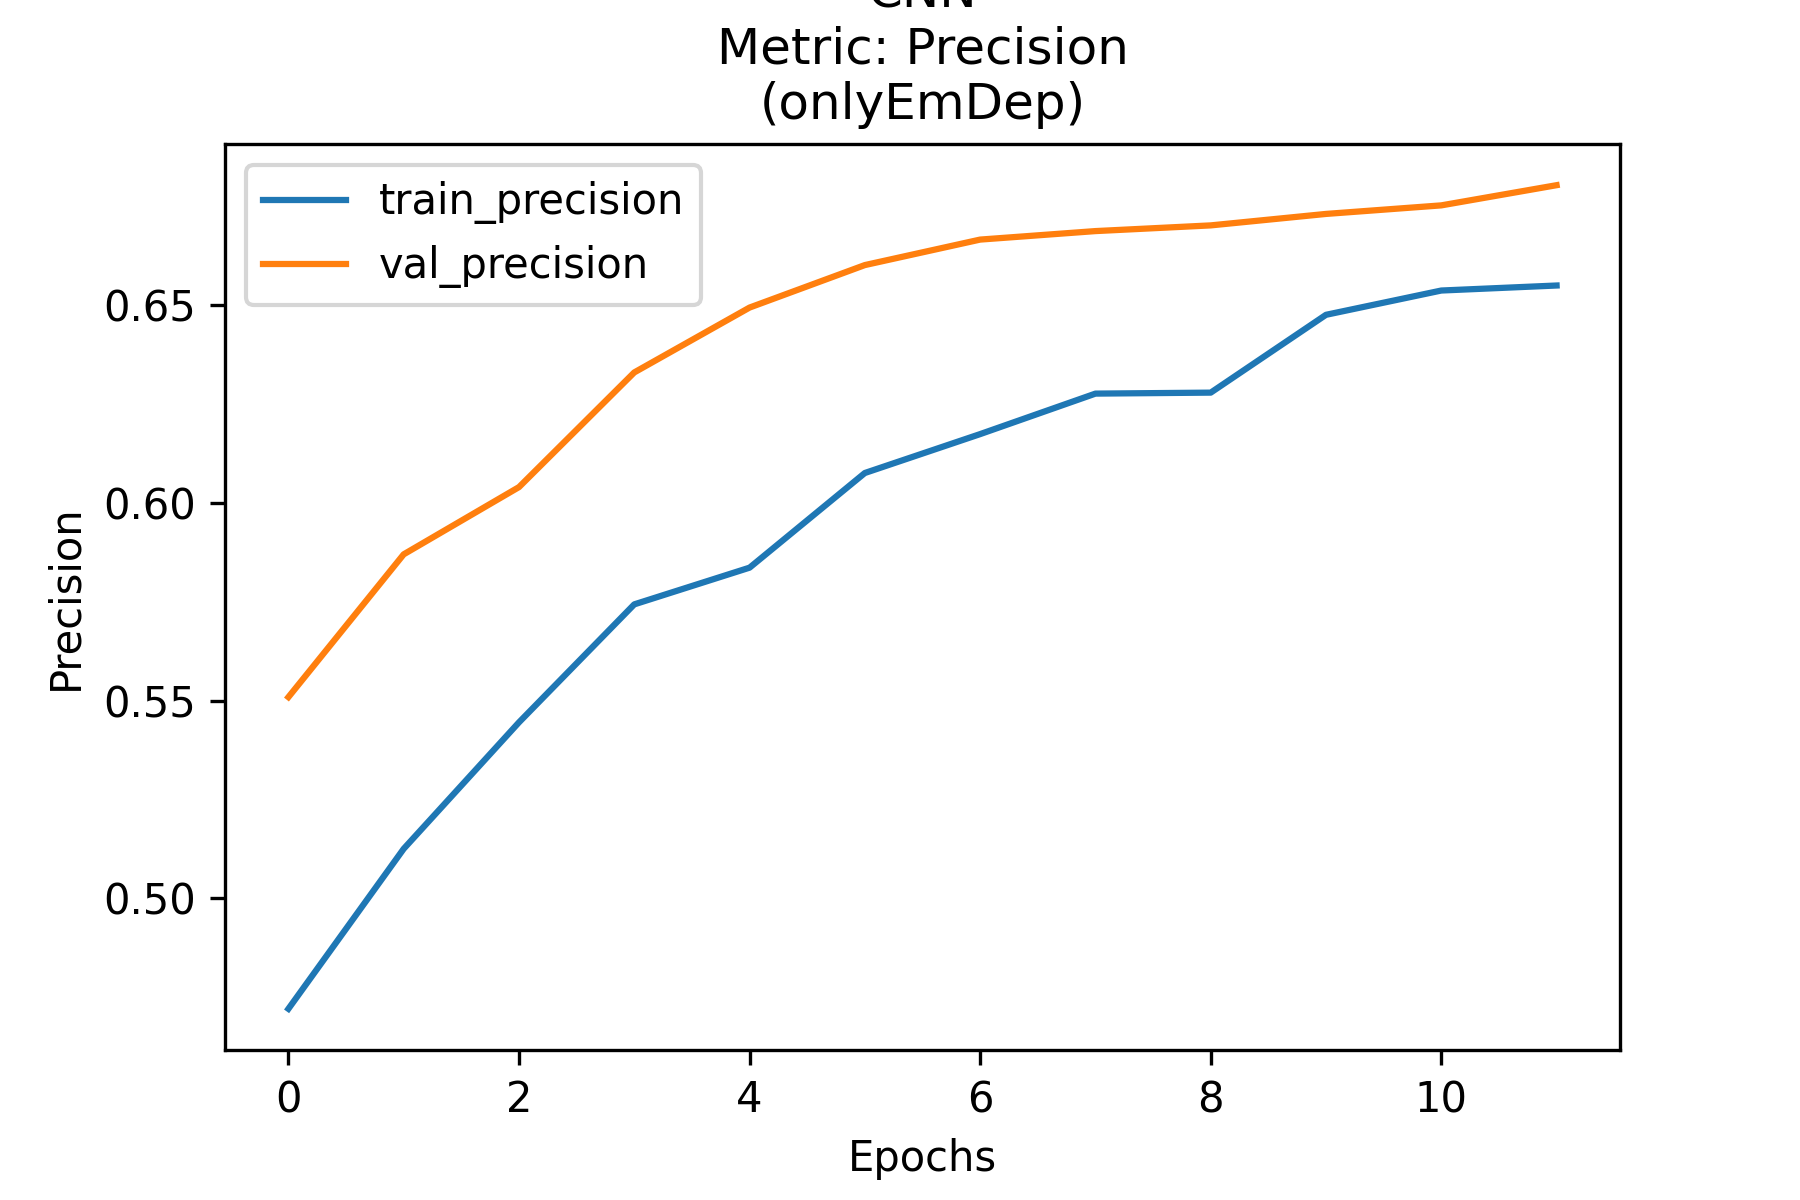 CNN
Metric: Precision
(onlyEmDep)
train_precision
val_precision
0.65
0.60
0.55
0.50
Precision
0 2 4 6 8 10
Epochs